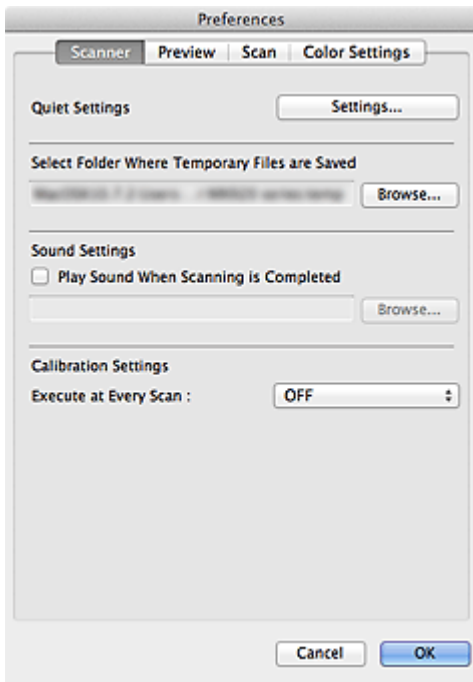 Preferences
Scanner Preview Scan Color Settings
Quiet Settings Settings...
Select Folder Where Temporary Files are Saved
Browse...
Sound Settings
Play Sound When Scanning is Completed
Browse...
Calibration Settings
Execute at Every Scan : OFF
Cancel OK